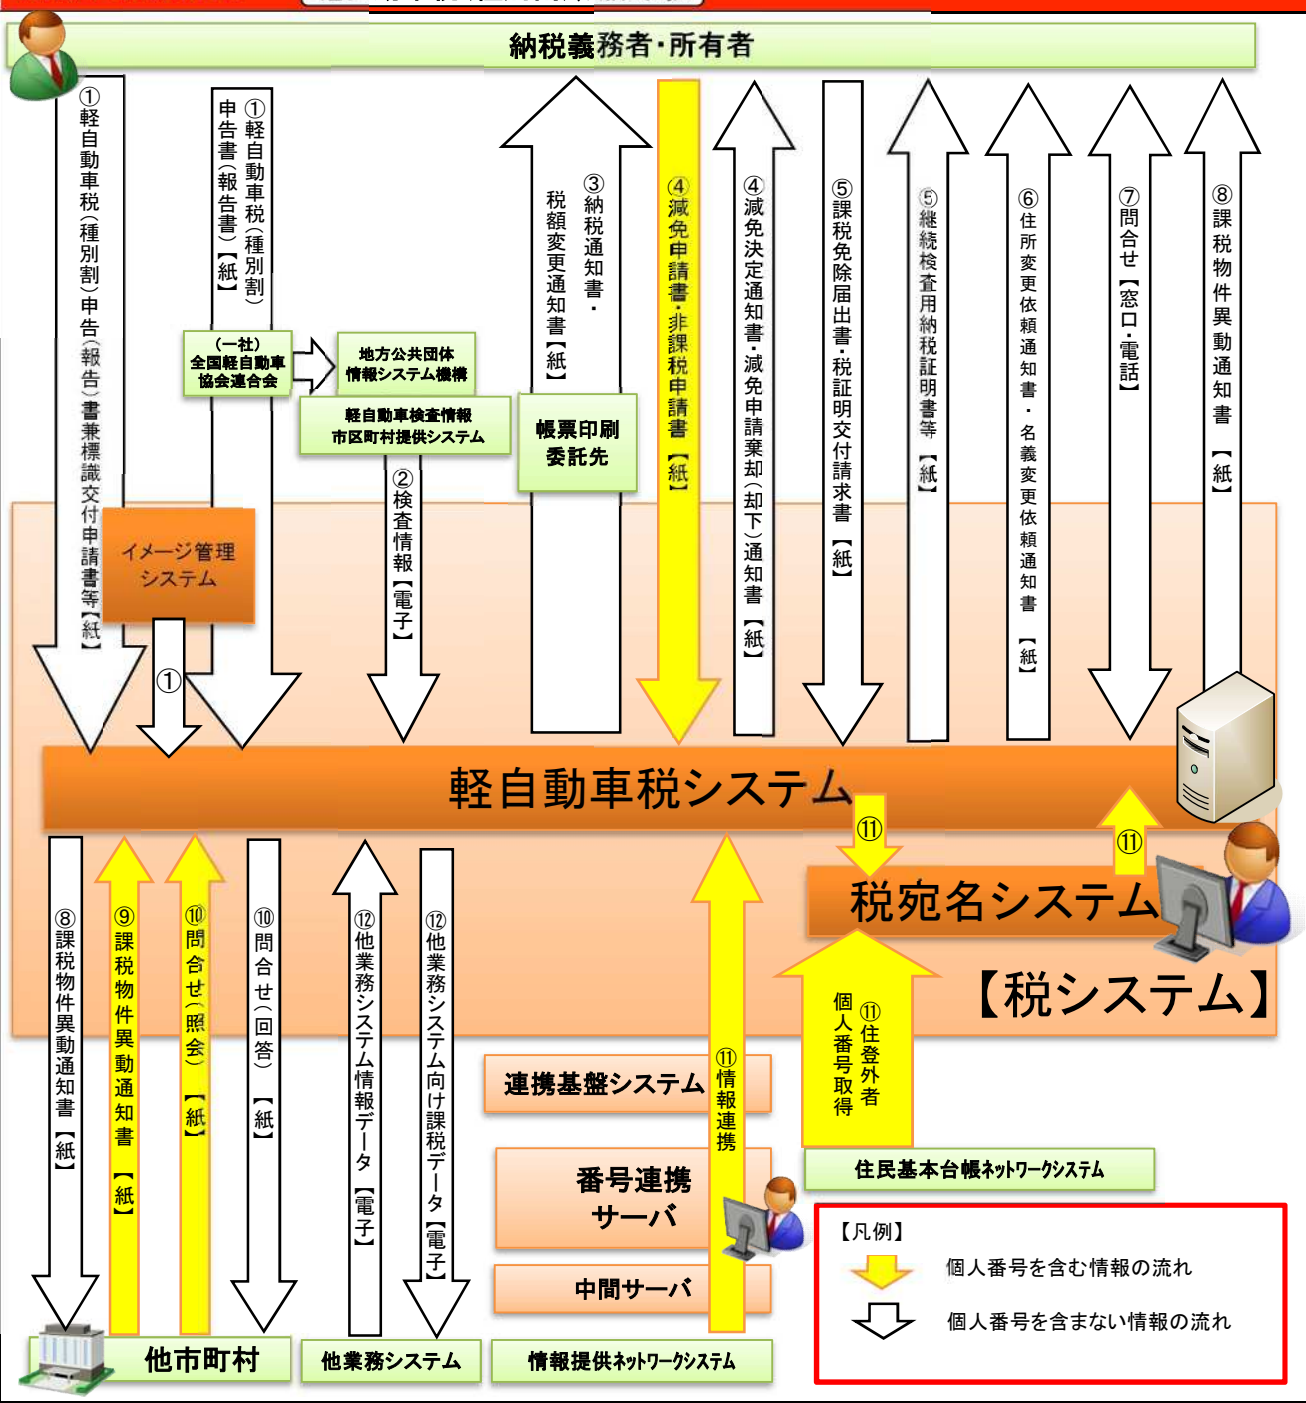 納税義務者・所有者
①軽自動車税(種別割)申告(報告)書兼標識交付申請書等【紙】
①軽自動車税(種別割)
申告書(報告書)【紙】
(一社)
全国軽自動車
協会連合会
地方公共団体
情報システム機構
軽自動車検査情報
市区町村提供システム
②検査情報【電子】
③納税通知書・
税額変更通知書【紙】
帳票印刷
委託先
④減免申請書・非課税申請書【紙】
④減免決定通知書・減免申請棄却(却下)通知書【紙】
⑤課税免除届出書・税証明交付請求書【紙】
⑤継続検査用納税証明書等【紙】
⑥住所変更依頼通知書・名義変更依頼通知書【紙】
⑦問合せ【窓口・電話】
⑧課税物件異動通知書【紙】
イメージ管理
システム
①
軽自動車税システム
⑪
⑪
税宛名システム
【税システム】
⑧課税物件異動通知書【紙】
⑨課税物件異動通知書【紙】
⑩問合せ(照会)【紙】
⑩問合せ(回答)【紙】
⑫他業務システム情報データ【電子】
⑫他業務システム向け課税データ【電子】
⑪情報連携
⑪住登外者
個人番号取得
連携基盤システム
番号連携
サーバ
中間サーバ
住民基本台帳ネットワークシステム
【凡例】
個人番号を含む情報の流れ
個人番号を含まない情報の流れ
他市町村
他業務システム
情報提供ネットワークシステム